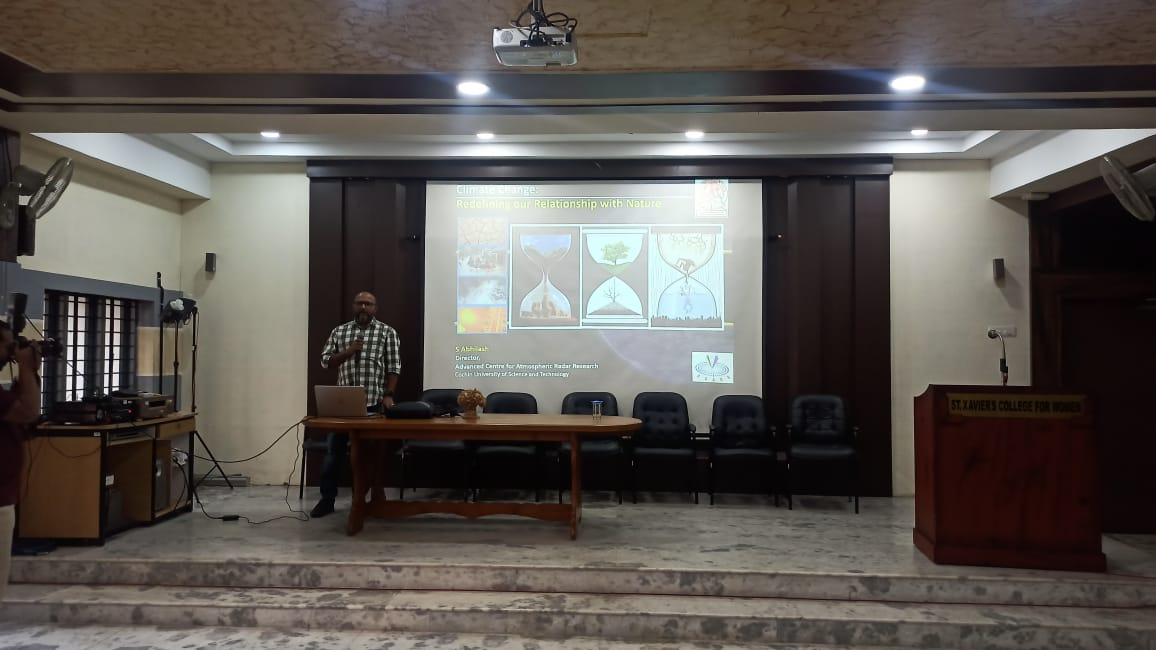 Climate Change:
Redefining our Relationship with Nature
S Abhilash
Director,
Advanced Centre for Atmospheric Radar Research
Cochin University of Science and Technology
ST. XAVIER'S COLLEGE FOR WOMEN